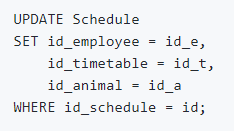 UPDATE Schedule
SET id_employee = id_e,
    id_timetable = id_t,
    id_animal = id_a
WHERE id_schedule = id;